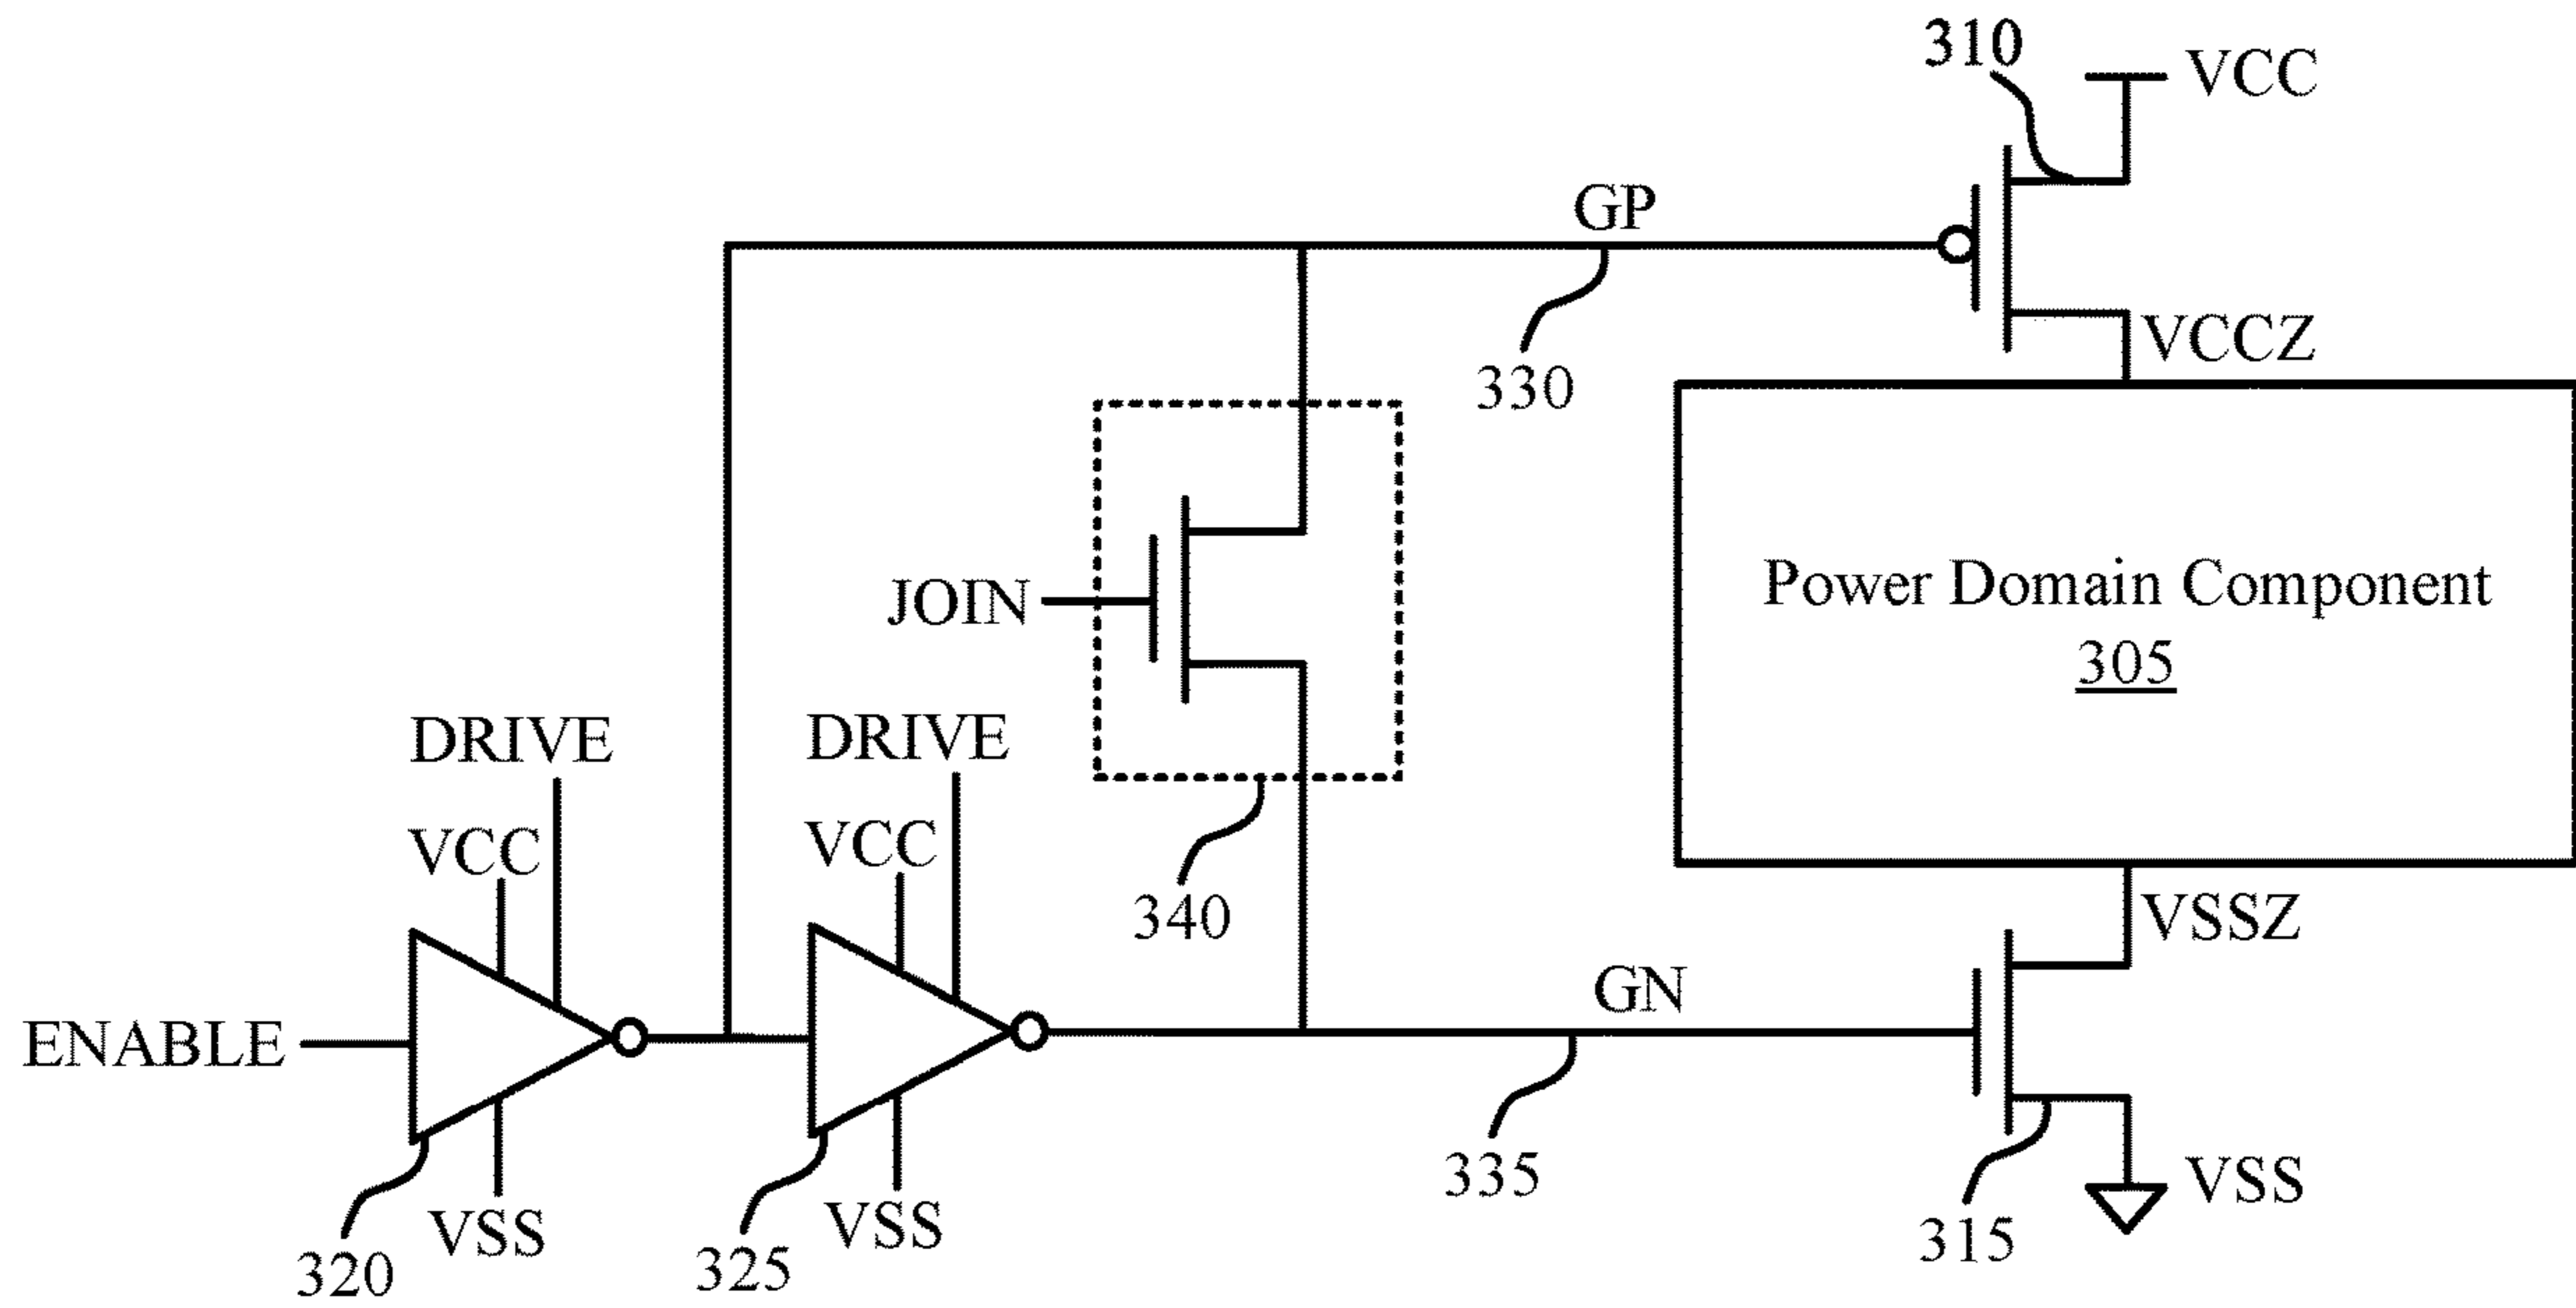 310
VCC
GP
VCCZ
330
Power Domain Component
305
JOIN
DRIVE
DRIVE
VCC
VCC
340
VSSZ
GN
ENABLE
335
VSS
315
VSS
VSS
320
325